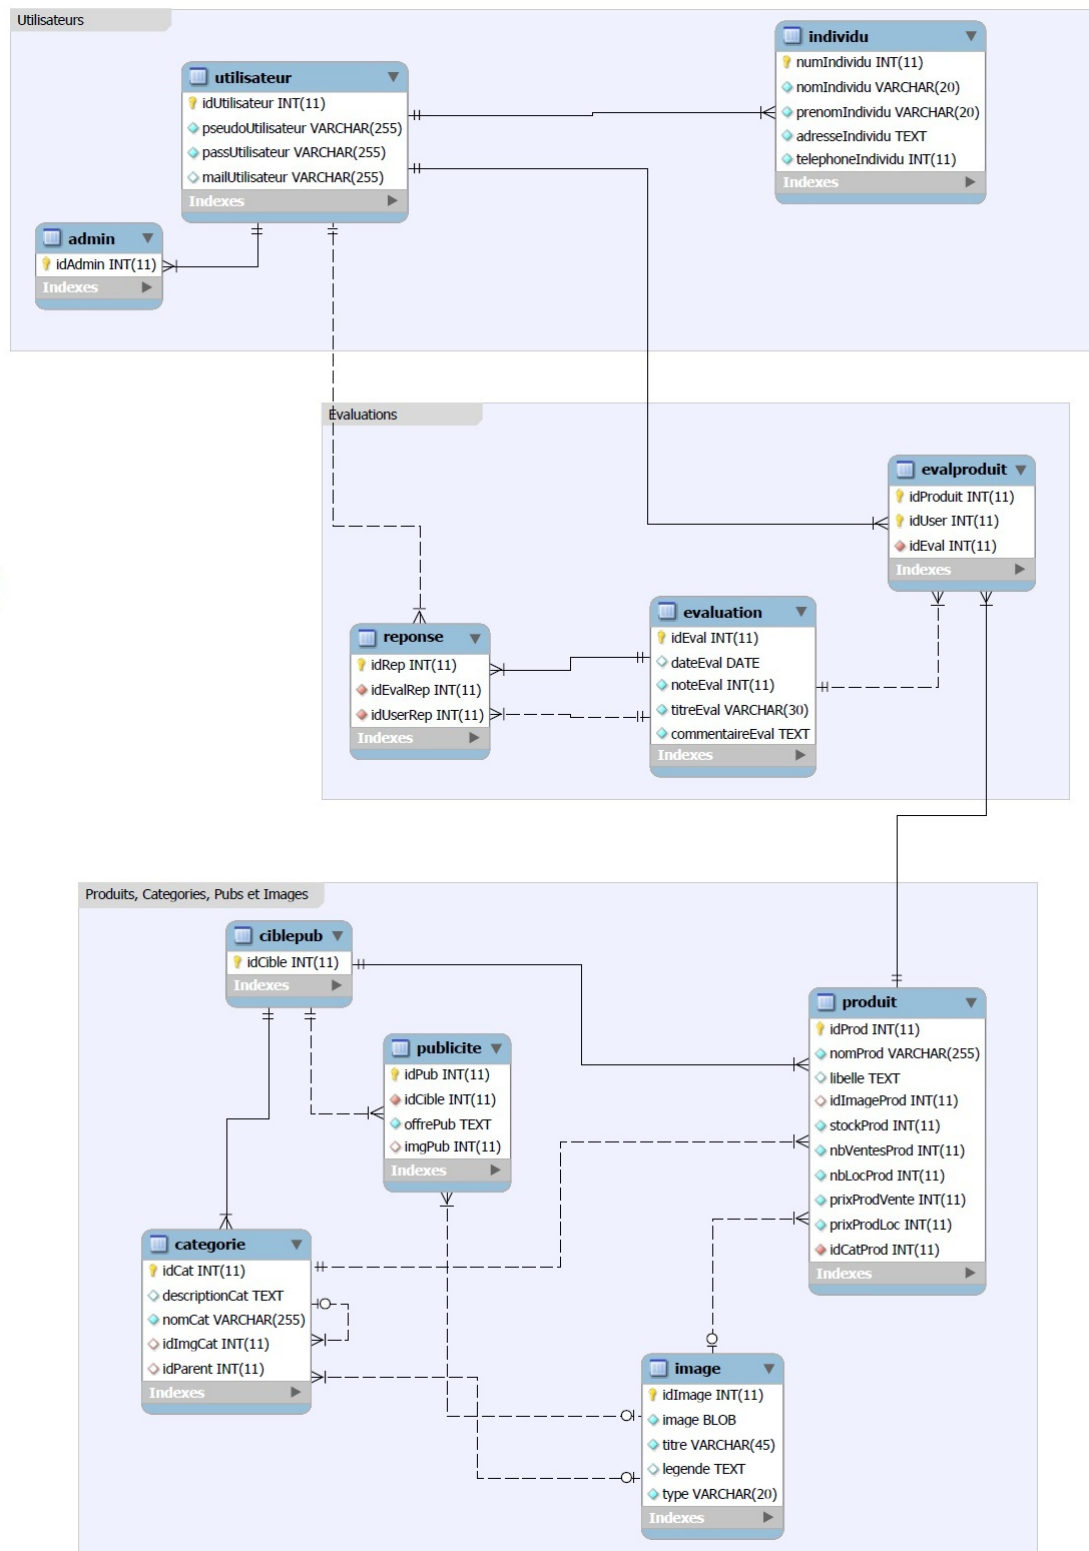 Utilisateurs
utilisateur
idUtilisateur INT(11)
pseudoUtilisateur VARCHAR(255)
passUtilisateur VARCHAR(255)
mailUtilisateur VARCHAR(255)
Indexes
individu
numIndividu INT(11)
nomIndividu VARCHAR(20)
prenomIndividu VARCHAR(20)
adresseIndividu TEXT
telephoneIndividu INT(11)
Indexes
admin
idAdmin INT(11)
Indexes
Evaluations
evalproduit
idProduit INT(11)
idUser INT(11)
idEval INT(11)
Indexes
reponse
idRep INT(11)
idEvalRep INT(11)
idUserRep INT(11)
Indexes
evaluation
idEval INT(11)
dateEval DATE
noteEval INT(11)
titreEval VARCHAR(30)
commentaireEval TEXT
Indexes
Produits, Categories, Pubs et Images
ciblepub
idCible INT(11)
Indexes
publicite
idPub INT(11)
idCible INT(11)
offrePub TEXT
imgPub INT(11)
Indexes
produit
idProd INT(11)
nomProd VARCHAR(255)
libelle TEXT
idImageProd INT(11)
stockProd INT(11)
nbVentesProd INT(11)
nbLocProd INT(11)
prixProdVente INT(11)
prixProdLoc INT(11)
idCatProd INT(11)
Indexes
categorie
idCat INT(11)
descriptionCat TEXT
nomCat VARCHAR(255)
idImgCat INT(11)
idParent INT(11)
Indexes
image
idImage INT(11)
image BLOB
titre VARCHAR(45)
legende TEXT
type VARCHAR(20)
Indexes